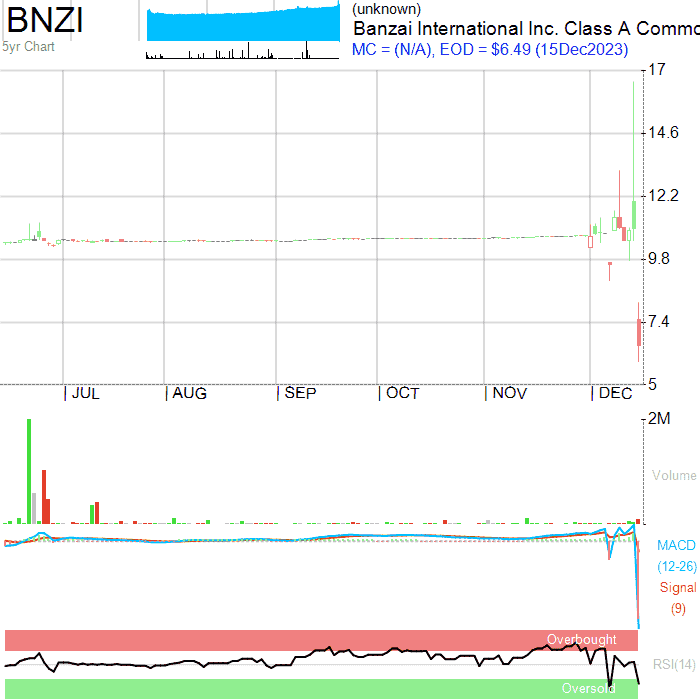 BNZI
5yr Chart
(unknown)
Banzai International Inc. Class A Commo
MC = (N/A), EOD = $6.49 (15Dec2023)
17
14.6
12.2
9.8
7.4
5
JUL AUG SEP OCT NOV DEC
2M
Volume
MACD
(12-26)
Signal
(9)
Overbought
RSI(14)
Oversold